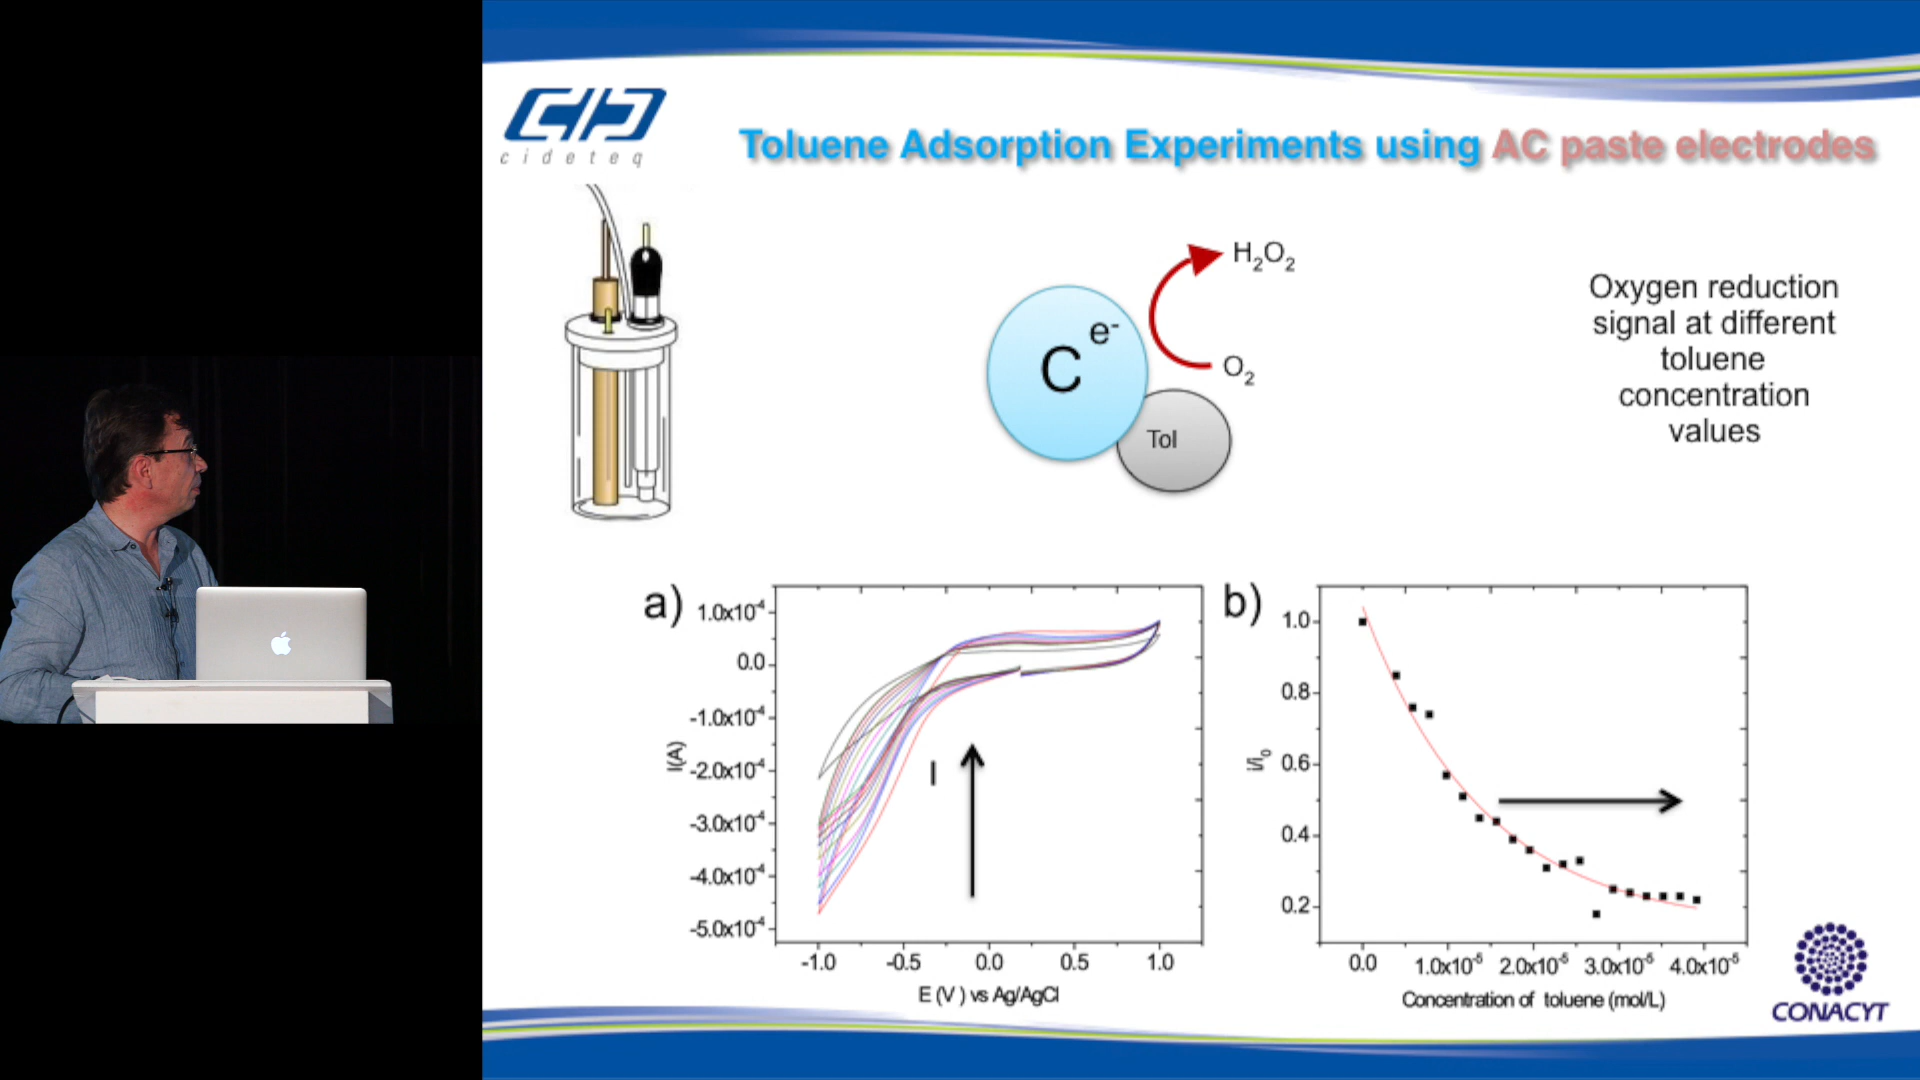 cideteq
Toluene Adsorption Experiments using AC paste electrodes
H2O2
C e-
O2
Tol
Oxygen reduction
signal at different
toluene
concentration
values
a)
1.0x10-4
0.0
-1.0x10-4
-2.0x10-4
-3.0x10-4
-4.0x10-4
-5.0x10-4
I(A)
I
-1.0 -0.5 0.0 0.5 1.0
E (V) vs Ag/AgCl
b)
1.0
0.8
0.6
0.4
0.2
i/i0
0.0 1.0x10-5 2.0x10-5 3.0x10-5 4.0x10-5
Concentration of toluene (mol/L)
CONACYT